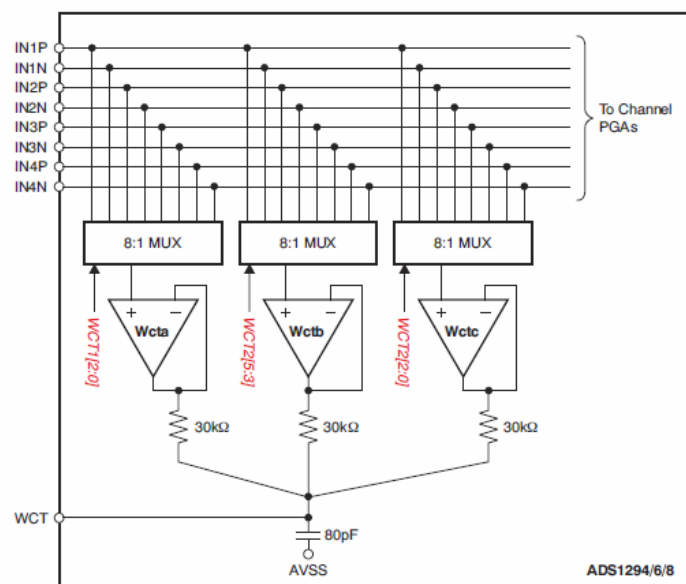 IN1P
IN1N
IN2P
IN2N
IN3P
IN3N
IN4P
IN4N
To Channel
PGAs
8:1 MUX
8:1 MUX
8:1 MUX
WCT1[2:0]
+ −
Wcta
WCT2[5:3]
+ −
Wctb
WCT2[2:0]
+ −
Wctc
30kΩ
30kΩ
30kΩ
WCT
80pF
AVSS
ADS1294/6/8